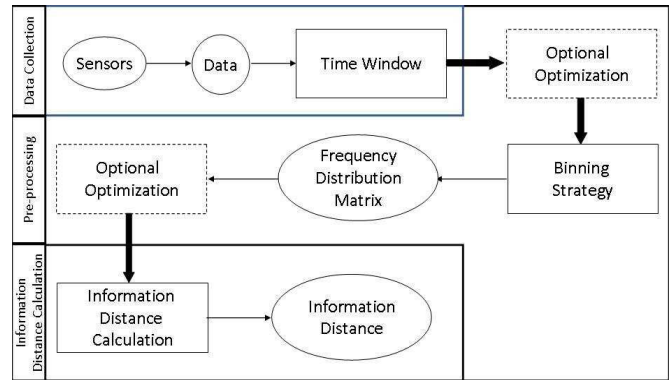 Data Collection
Sensors
Data
Time Window
Optional
Optimization
Pre-processing
Optional
Optimization
Frequency
Distribution
Matrix
Binning
Strategy
Information
Distance Calculation
Information
Distance
Calculation
Information
Distance